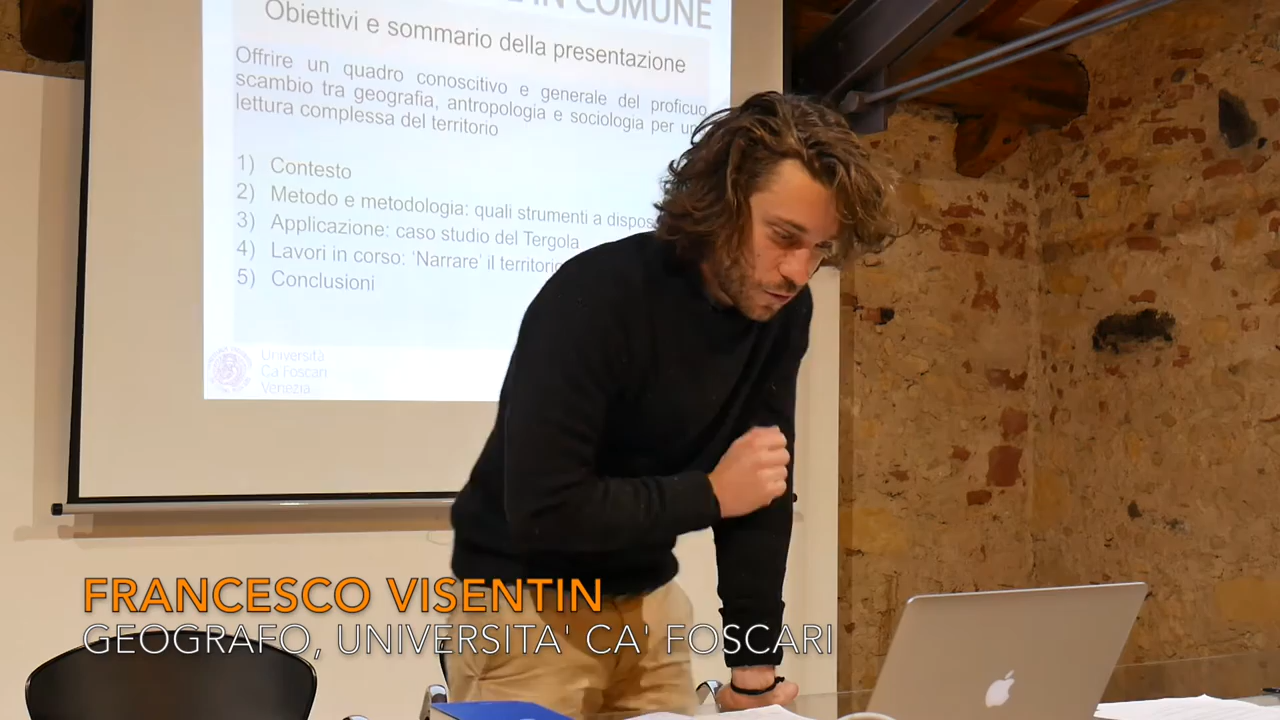 IN COMUNE
Obiettivi e sommario della presentazione
Offrire un quadro conoscitivo e generale del proficuo
scambio tra geografia, antropologia e sociologia per
lettura complessa del territorio
1) Contesto
2) Metodo e metodologia: quali strumenti a
3) Applicazione: caso studio del Tergola
4) Lavori in corso: 'Narrare' il territorio
5) Conclusioni
Università
Ca'Foscari
Venezia
FRANCESCO VISENTIN
GEOGRAFO, UNIVERSITA' CA' FOSCARI